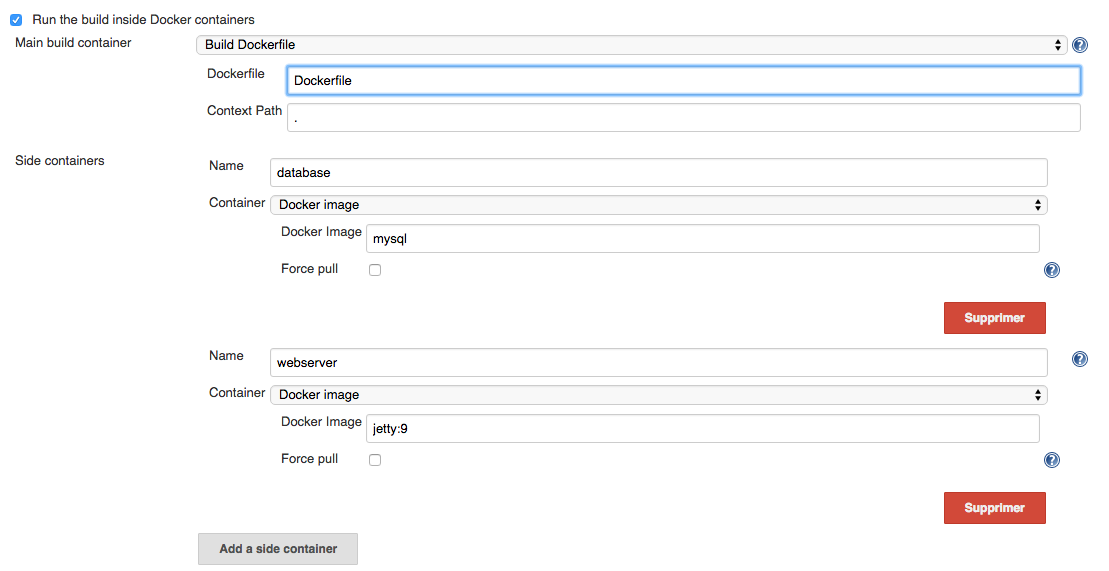 Run the build inside Docker containers
Main build container Build Dockerfile ?
Dockerfile Dockerfile
Context Path .
Side containers
Name database
Container Docker image
Docker Image mysql
Force pull ?
Supprimer
Name webserver ?
Container Docker image
Docker Image jetty:9
Force pull ?
Supprimer
Add a side container